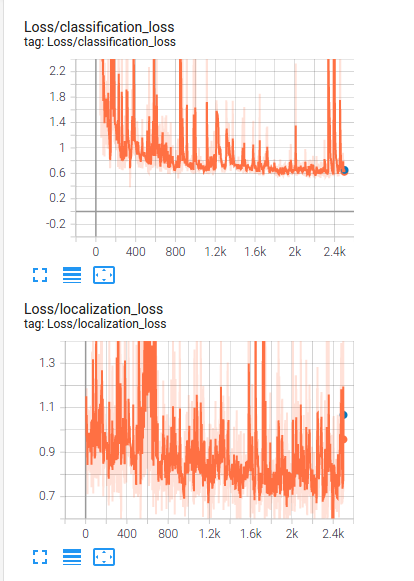 Loss/classification_loss
tag: Loss/classification_loss
2.2
1.8
1.4
1
0.6
0.2
-0.2
0 400 800 1.2k 1.6k 2k 2.4k
Loss/localization_loss
tag: Loss/localization_loss
1.3
1.1
0.9
0.7
0 400 800 1.2k 1.6k 2k 2.4k